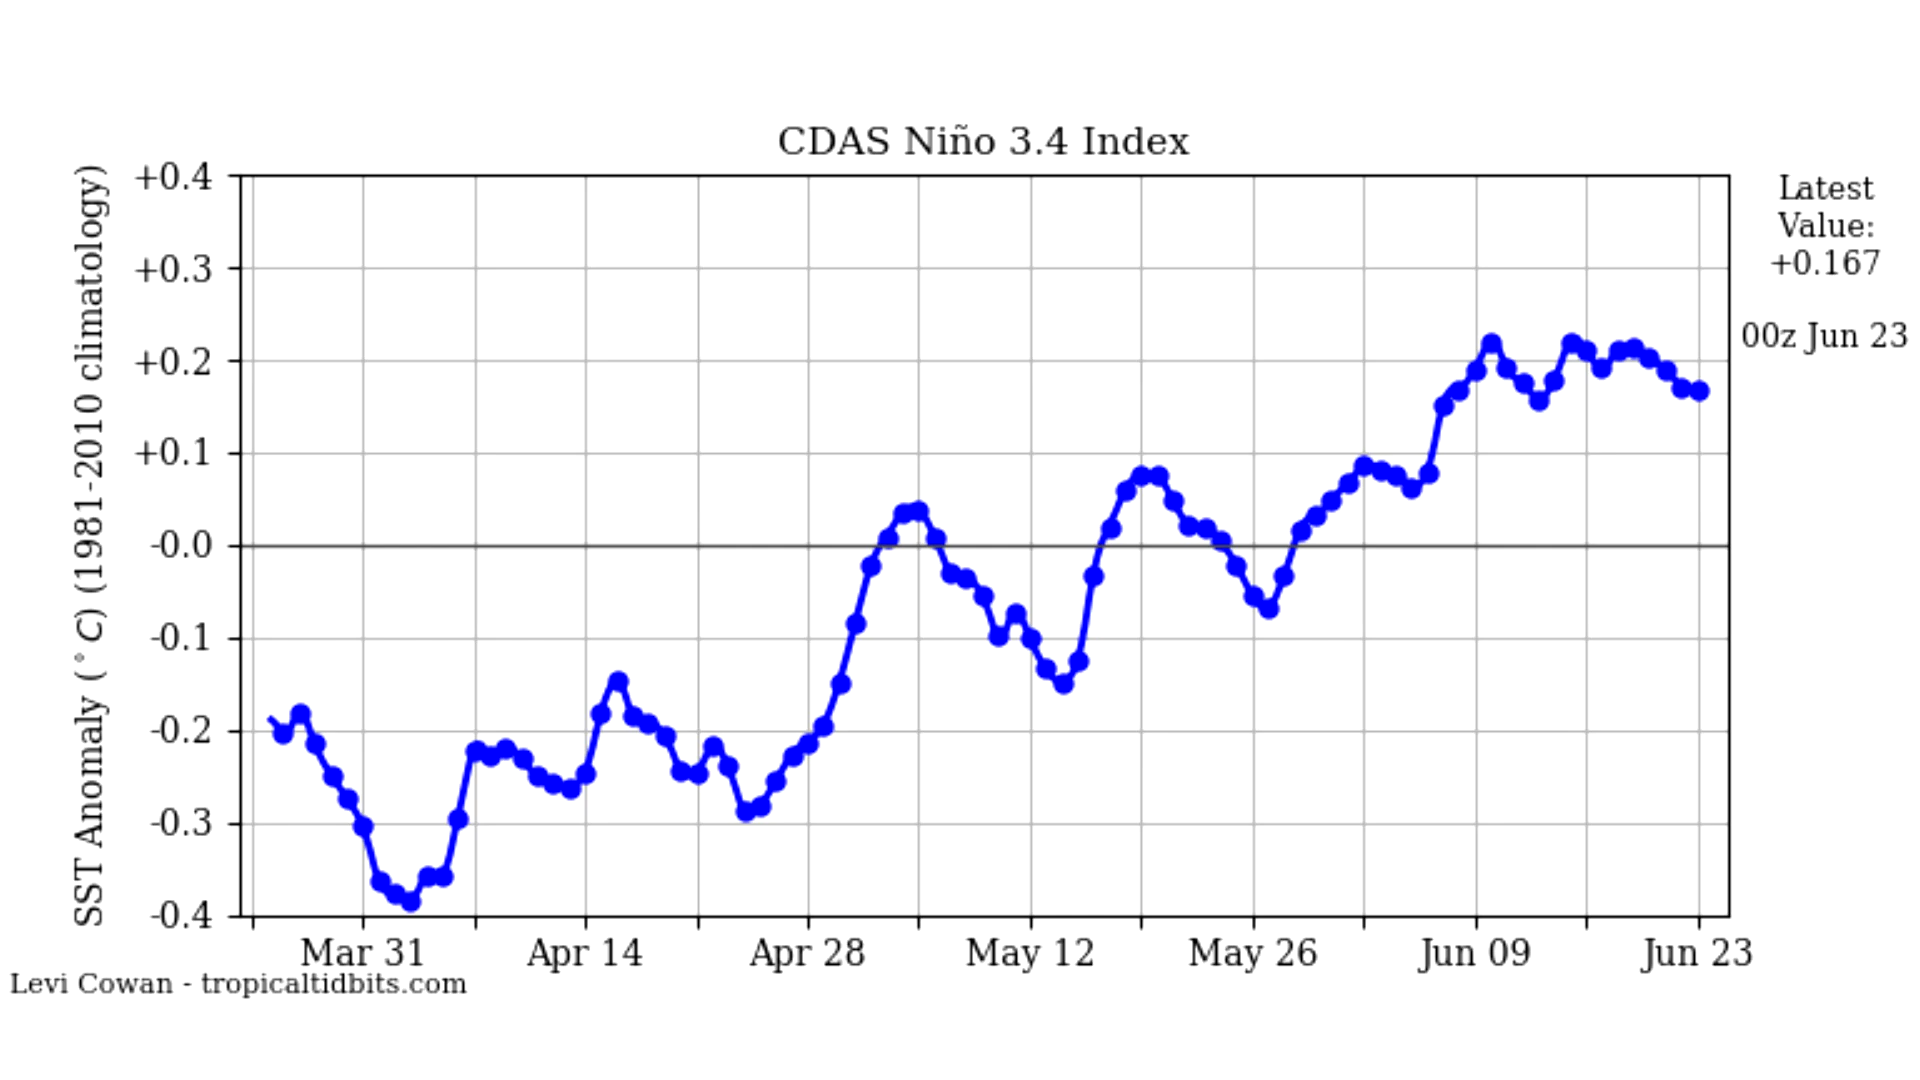 CDAS Niño 3.4 Index
SST Anomaly (°C) (1981-2010 climatology)
+0.4
+0.3
+0.2
+0.1
-0.0
-0.1
-0.2
-0.3
-0.4
Mar 31 Apr 14 Apr 28 May 12 May 26 Jun 09 Jun 23
Latest
Value:
+0.167
00z Jun 23
Levi Cowan - tropicaltidbits.com